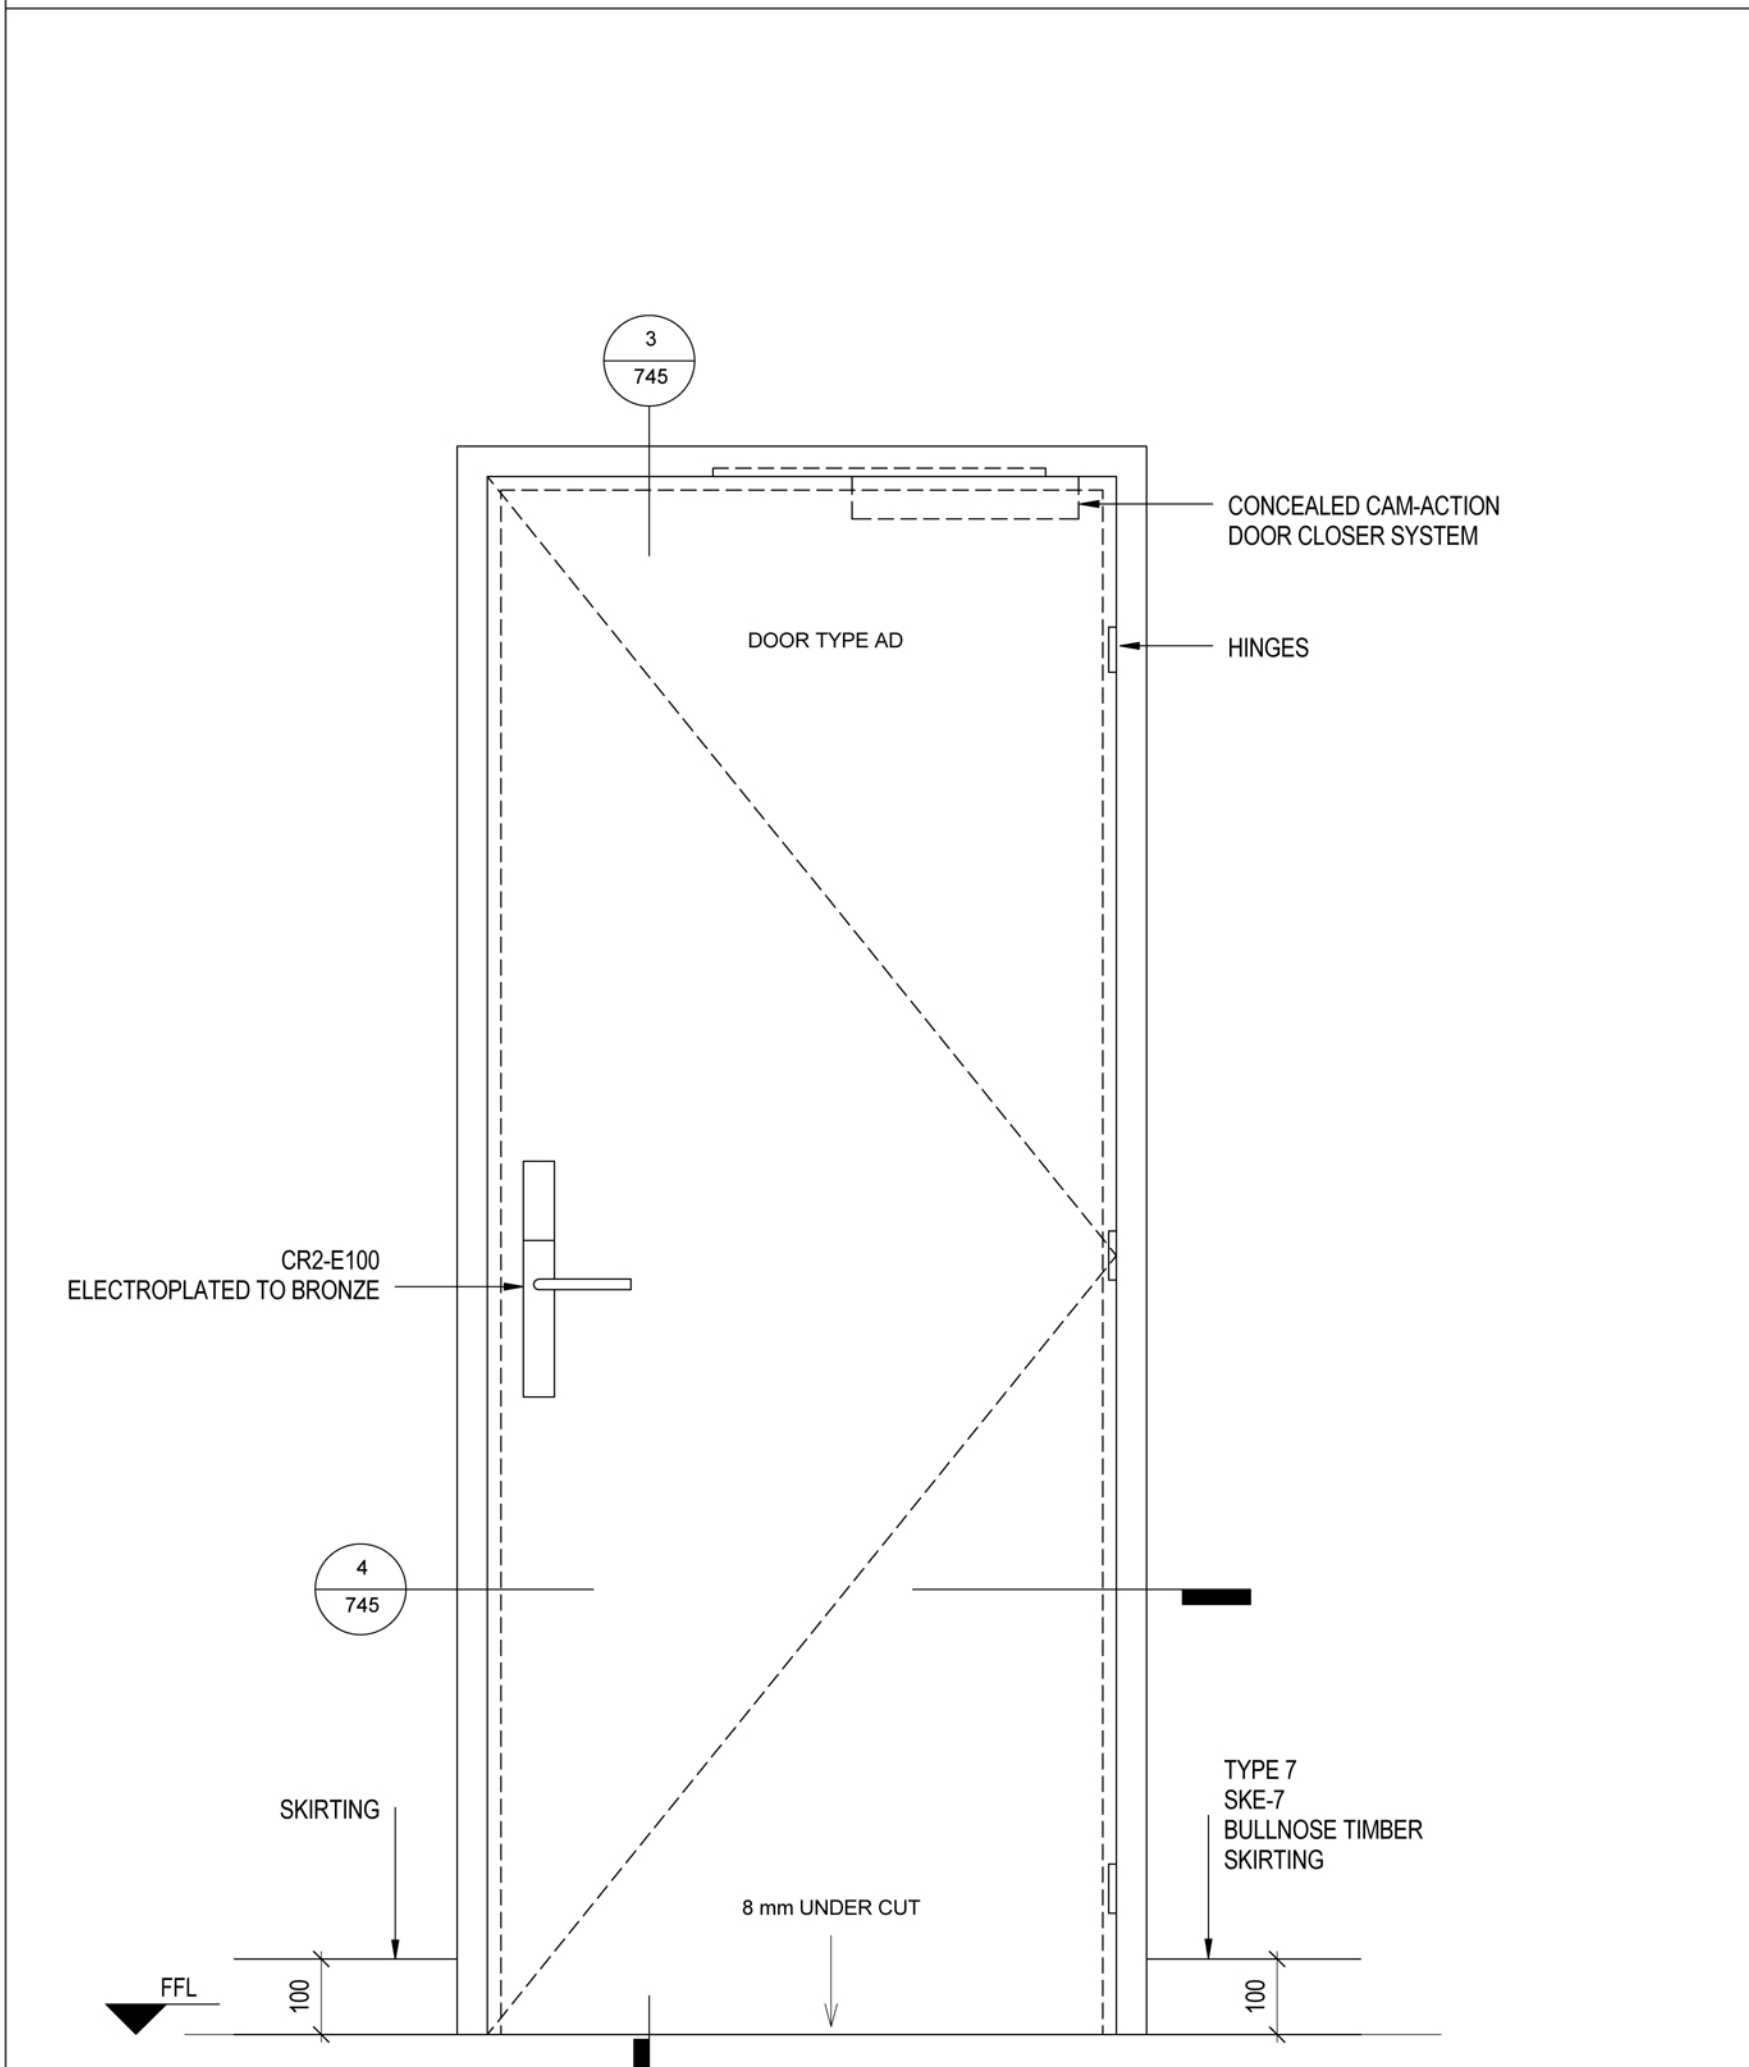 3
745
CONCEALED CAM-ACTION
DOOR CLOSER SYSTEM
DOOR TYPE AD
HINGES
CR2-E100
ELECTROPLATED TO BRONZE
4
745
SKIRTING
TYPE 7
SKE-7
BULLNOSE TIMBER
SKIRTING
8 mm UNDER CUT
FFL
100
100